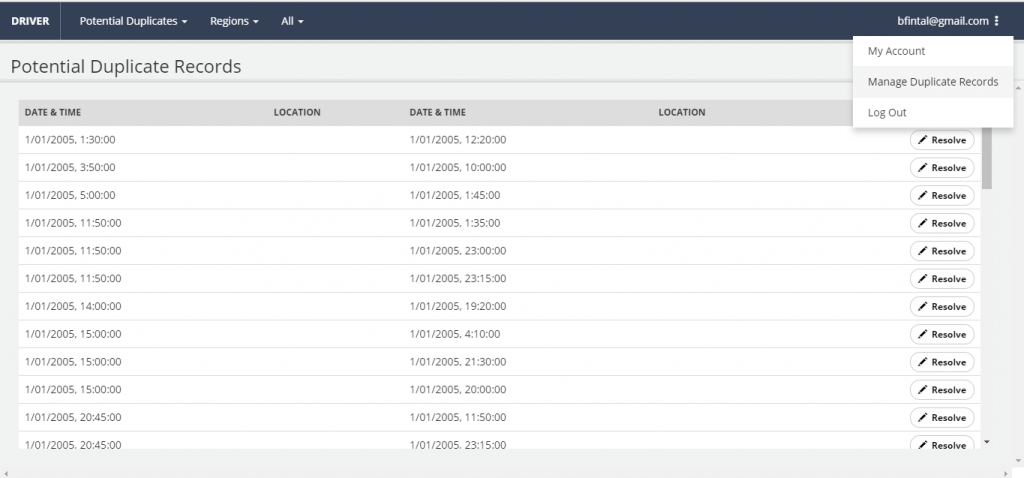 DRIVER Potential Duplicates Regions All bfintal@gmail.com
My Account
Potential Duplicate Records
Manage Duplicate Records
DATE & TIME LOCATION DATE & TIME LOCATION
Log Out
1/01/2005, 1:30:00 1/01/2005, 12:20:00 Resolve
1/01/2005, 3:50:00 1/01/2005, 10:00:00 Resolve
1/01/2005, 5:00:00 1/01/2005, 1:45:00 Resolve
1/01/2005, 11:50:00 1/01/2005, 1:35:00 Resolve
1/01/2005, 11:50:00 1/01/2005, 23:00:00 Resolve
1/01/2005, 11:50:00 1/01/2005, 23:15:00 Resolve
1/01/2005, 14:00:00 1/01/2005, 19:20:00 Resolve
1/01/2005, 15:00:00 1/01/2005, 4:10:00 Resolve
1/01/2005, 15:00:00 1/01/2005, 21:30:00 Resolve
1/01/2005, 15:00:00 1/01/2005, 20:00:00 Resolve
1/01/2005, 20:45:00 1/01/2005, 11:50:00 Resolve
1/01/2005, 20:45:00 1/01/2005, 23:15:00 Resolve